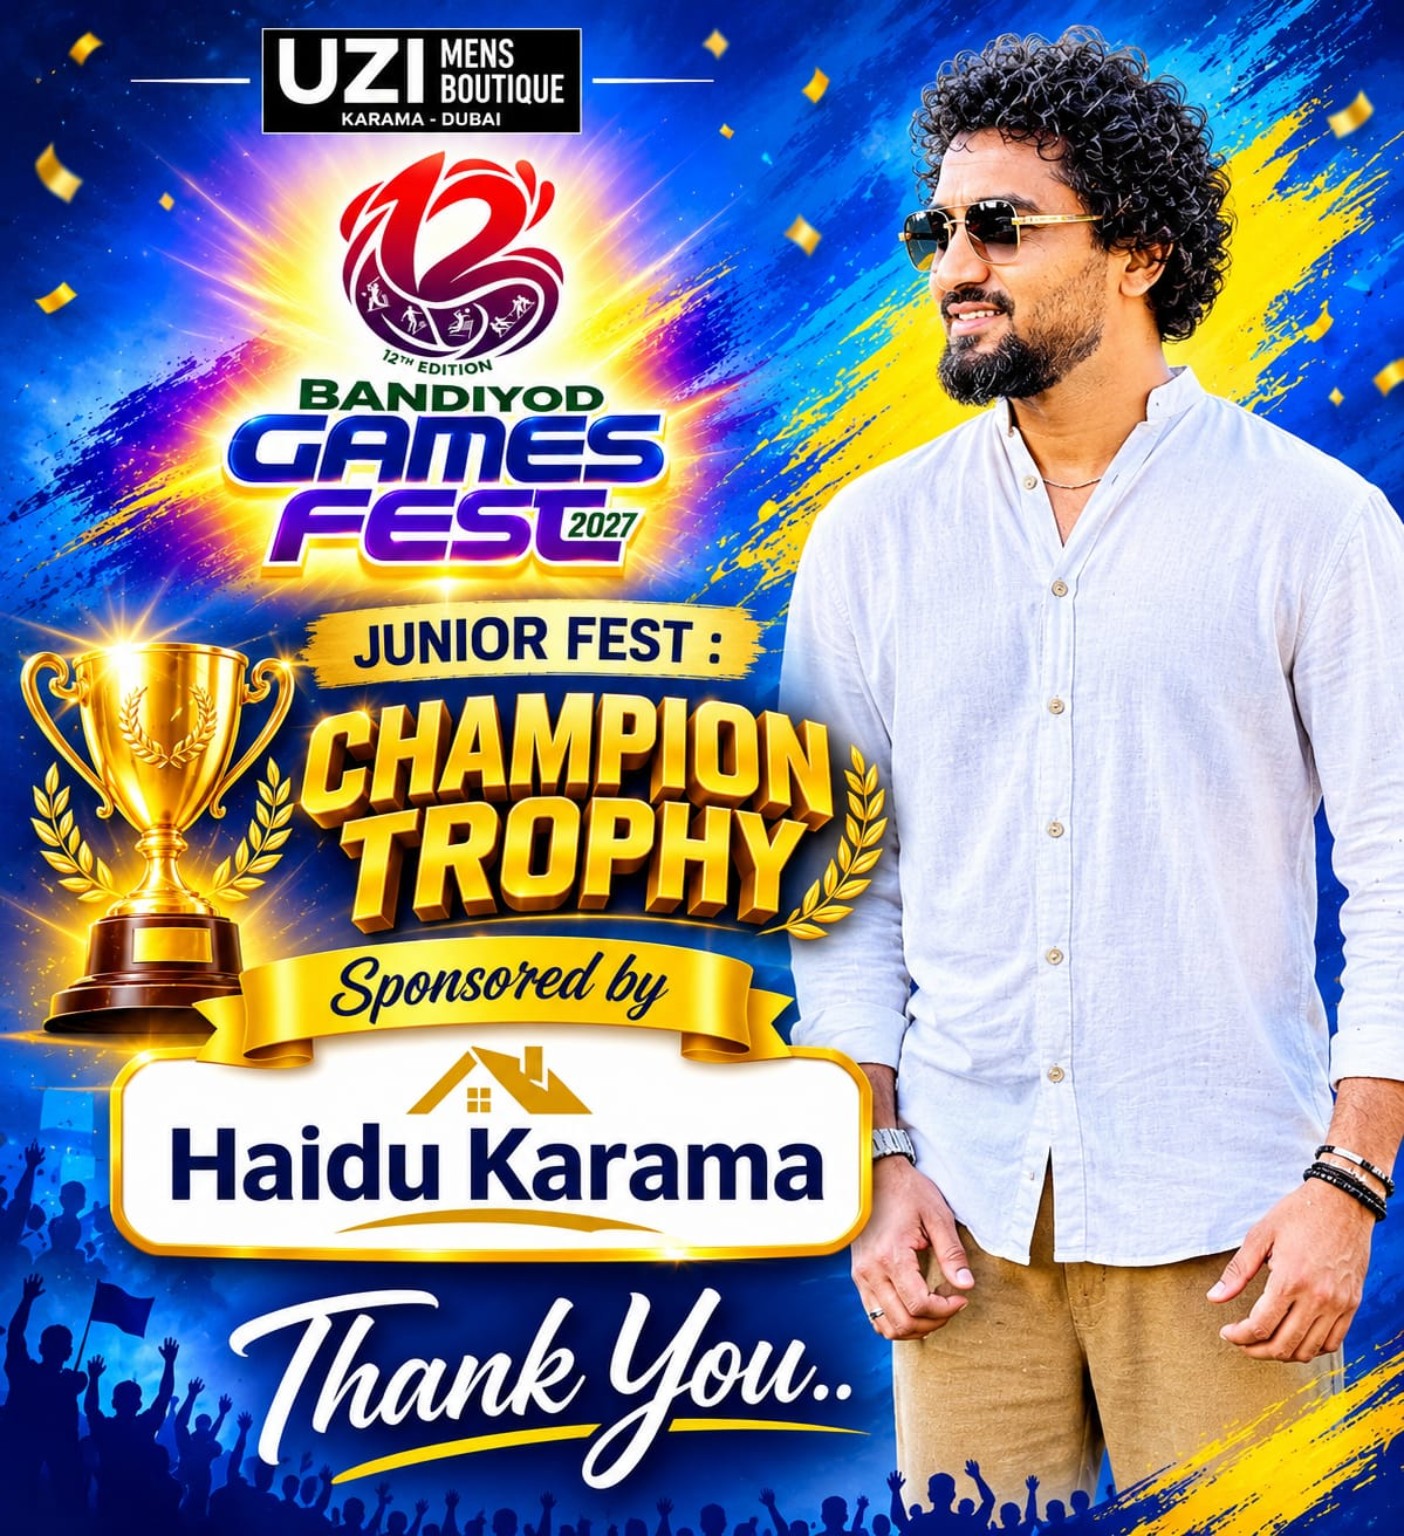 UZI MENS BOUTIQUE
KARAMA - DUBAI
12
12TH EDITION
BANDIYOD
GAMES
FEST 2027
JUNIOR FEST :
CHAMPION
TROPHY
Sponsored by
Haidu Karama
Thank You..